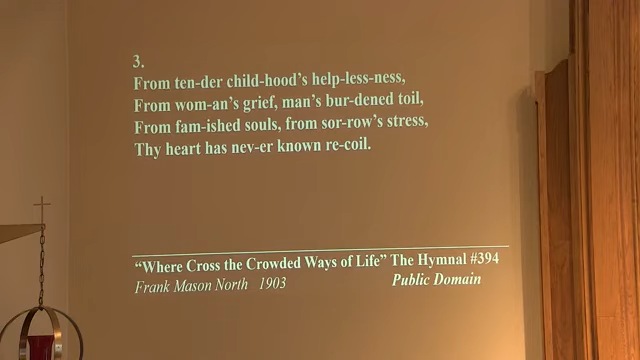 3.
From ten-der child-hood's help-less-ness,
From wom-an's grief, man's bur-dened toil,
From fam-ished souls, from sor-row's stress,
Thy heart has nev-er known re-coil.
“Where Cross the Crowded Ways of Life” The Hymnal #394
Frank Mason North 1903 Public Domain